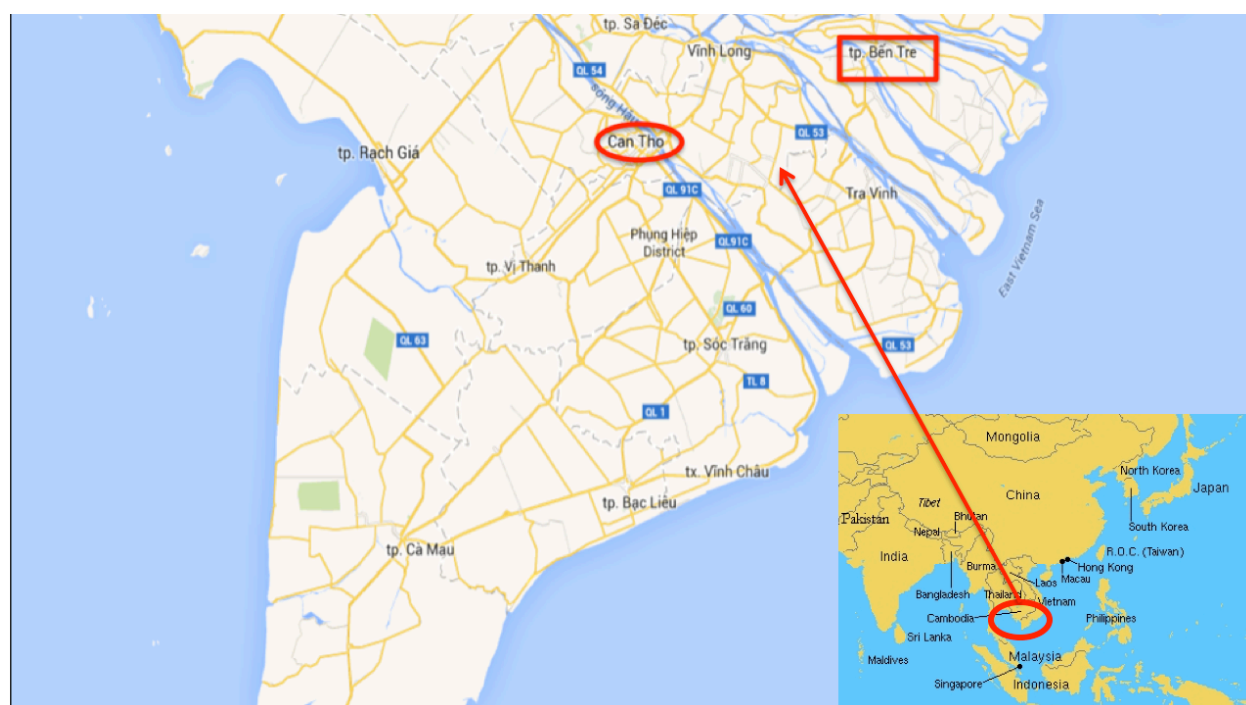 tp. Sa Đéc
Vĩnh Long
tp. Bến Tre
QL 54
sông Hậu
Can Tho
QL 53
tp. Rạch Giá
QL 91C
Tra Vinh
Phụng Hiệp
District
QL91C
East Vietnam Sea
tp. Vị Thanh
QL 60
QL 63
tp. Sóc Trăng
QL 53
TL 8
QL 1
tx. Vĩnh Châu
tp. Bạc Liêu
tp. Cà Mau
Mongolia
North Korea
Japan
China
Tibet
Pakistan
Bhutan
South Korea
Nepal
India
R.O.C. (Taiwan)
Burma
Hong Kong
Laos
Macau
Bangladesh
Thailand
Vietnam
Cambodia
Philippines
Sri Lanka
Maldives
Malaysia
Singapore
Indonesia